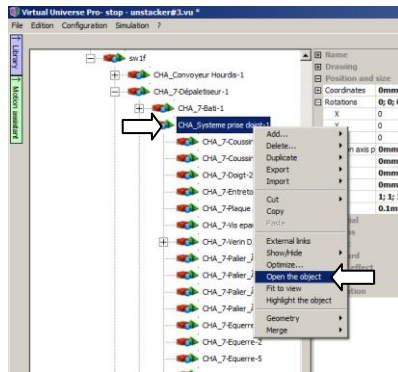 Virtual Universe Pro- stop - unstacker#3.vu *
File Edition Configuration Simulation ?
Library
Motion assistant
sw1f
CHA_Convoyeur Hourdis-1
CHA_7-Dépaletiseur-1
CHA_7-Bati-1
CHA_Systeme prise doigt-1
CHA_7-Coussin
CHA_7-Coussin
CHA_7-Doigt-2
CHA_7-Entreto
CHA_7-Plaque
CHA_7-Vis epau
CHA_7-Verin D
CHA_7-Palier_
CHA_7-Palier_
CHA_7-Palier_
CHA_7-Palier_
CHA_7-Equerre
CHA_7-Equerre-2
CHA_7-Equerre-5
Add...
Delete...
Duplicate
Export
Import
Cut
Copy
Paste
External links
Show/Hide
Optimize...
Open the object
Fit to view
Highlight the object
Geometry
Merge
Name
Drawing
Position and size
Coordinates 0mm
Rotations 0; 0; 0
X 0
0
0
n axis p 0mm
0mm
0mm
0mm
1; 1;
0.1m